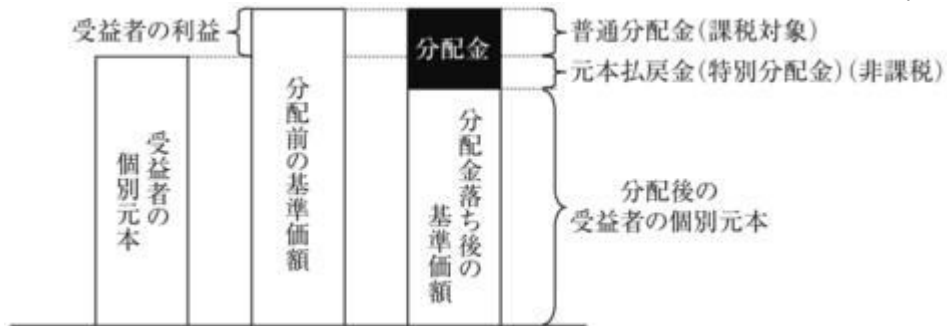 受益者の利益
受益者の
個別元本
分配前の基準価額
分配金
分配金落ち後の
基準価額
普通分配金(課税対象)
元本払戻金(特別分配金)(非課税)
分配後の
受益者の個別元本